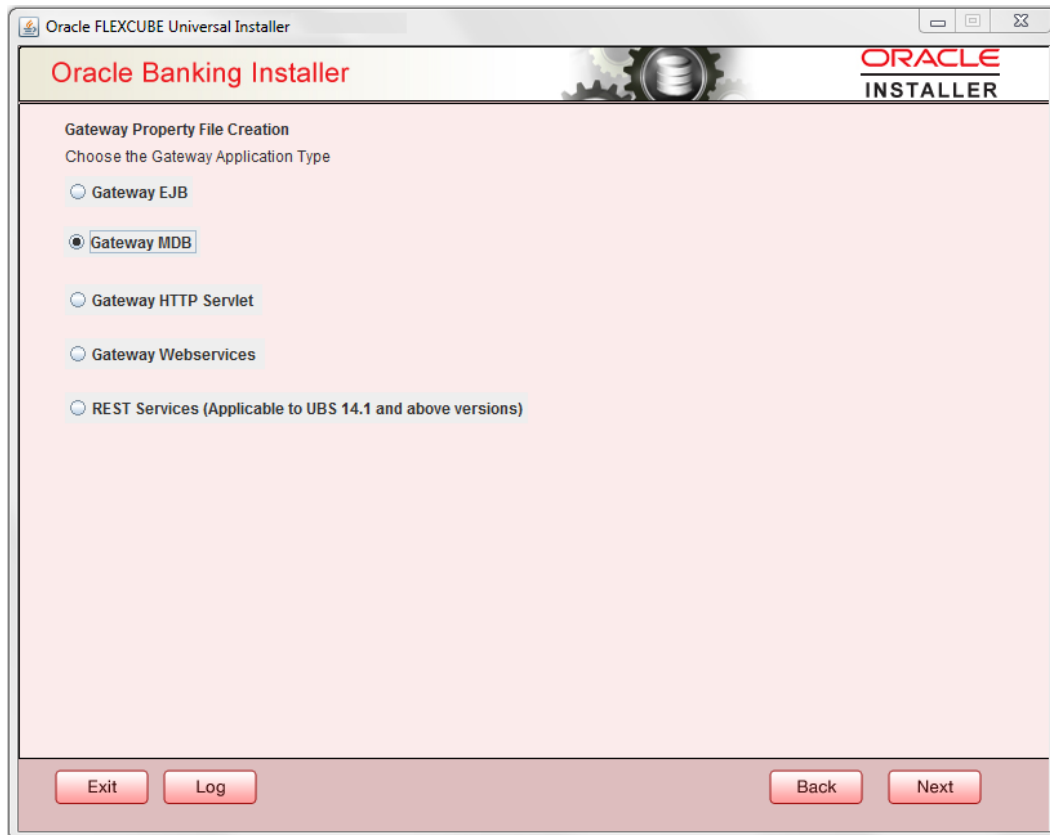 Oracle FLEXCUBE Universal Installer
Oracle Banking Installer
ORACLE
INSTALLER
Gateway Property File Creation
Choose the Gateway Application Type
Gateway EJB
Gateway MDB
Gateway HTTP Servlet
Gateway Webservices
REST Services (Applicable to UBS 14.1 and above versions)
Exit Log Back Next